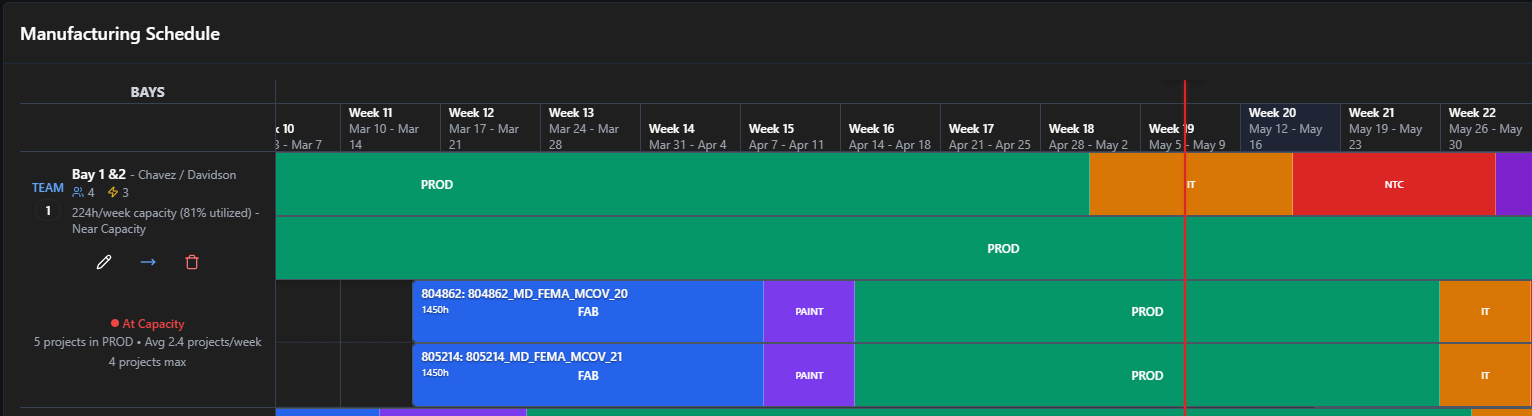 Manufacturing Schedule
BAYS
10
3 - Mar 7
Week 11
Mar 10 - Mar
14
Week 12
Mar 17 - Mar
21
Week 13
Mar 24 - Mar
28
Week 14
Mar 31 - Apr 4
Week 15
Apr 7 - Apr 11
Week 16
Apr 14 - Apr 18
Week 17
Apr 21 - Apr 25
Week 18
Apr 28 - May 2
Week 19
May 5 - May 9
Week 20
May 12 - May
16
Week 21
May 19 - May
23
Week 22
May 26 - May
30
TEAM
1
Bay 1 &2 - Chavez / Davidson
4 3
224h/week capacity (81% utilized) -
Near Capacity
At Capacity
5 projects in PROD • Avg 2.4 projects/week
4 projects max
PROD
IT
NTC
PROD
804862: 804862_MD_FEMA_MCOV_20
1450h
FAB
PAINT
PROD
IT
805214: 805214_MD_FEMA_MCOV_21
1450h
FAB
PAINT
PROD
IT